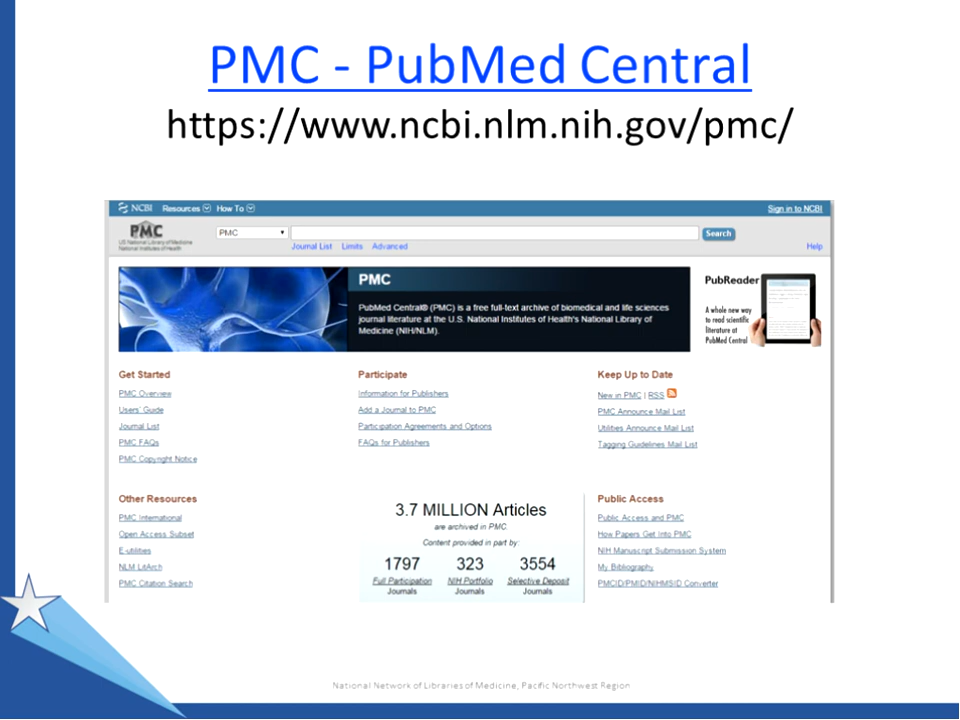 PMC - PubMed Central
https://www.ncbi.nlm.nih.gov/pmc/
NCBI Resources How To Sign in to NCBI
PMC
US National Library of Medicine
National Institutes of Health
PMC
Search
Journal List Limits Advanced
Help
PMC
PubMed Central® (PMC) is a free full-text archive of biomedical and life sciences
journal literature at the U.S. National Institutes of Health's National Library of
Medicine (NIH/NLM).
PubReader
A whole new way
to read scientific
literature at
PubMed Central
Get Started
PMC Overview
Users' Guide
Journal List
PMC FAQs
PMC Copyright Notice
Participate
Information for Publishers
Add a Journal to PMC
Participation Agreements and Options
FAQs for Publishers
Keep Up to Date
New in PMC | RSS
PMC Announce Mail List
Utilities Announce Mail List
Tagging Guidelines Mail List
Other Resources
PMC International
Open Access Subset
E-utilities
NLM LitArch
PMC Citation Search
3.7 MILLION Articles
are archived in PMC
Content provided in part by:
1797 323 3554
Full Participation NIH Portfolio Selective Deposit
Journals Journals Journals
Public Access
Public Access and PMC
How Papers Get Into PMC
NIH Manuscript Submission System
My Bibliography
PMCID/PMID/NIHMSID Converter
National Network of Libraries of Medicine, Pacific Northwest Region